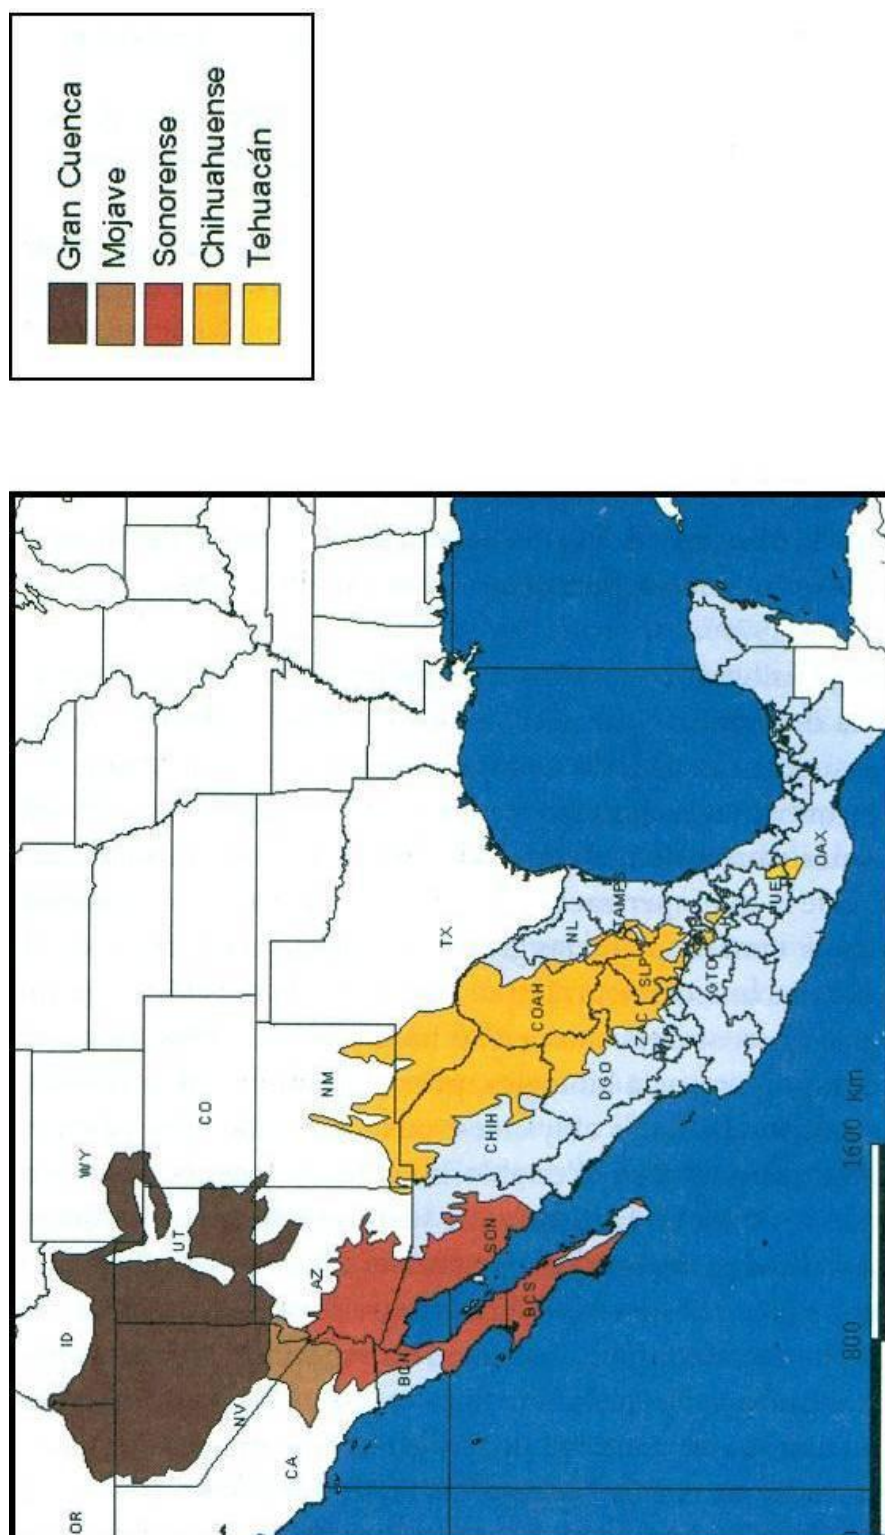 Gran Cuenca
Mojave
Sonorense
Chihuahuense
Tehuacán
OR
ID
WY
NV
UT
CO
CA
AZ
NM
TX
BCN
SON
CHIH
COAH
NL
TAMPS
BCS
DGO
ZAC
SLP
GTO
PUE
OAX
800
1600 km